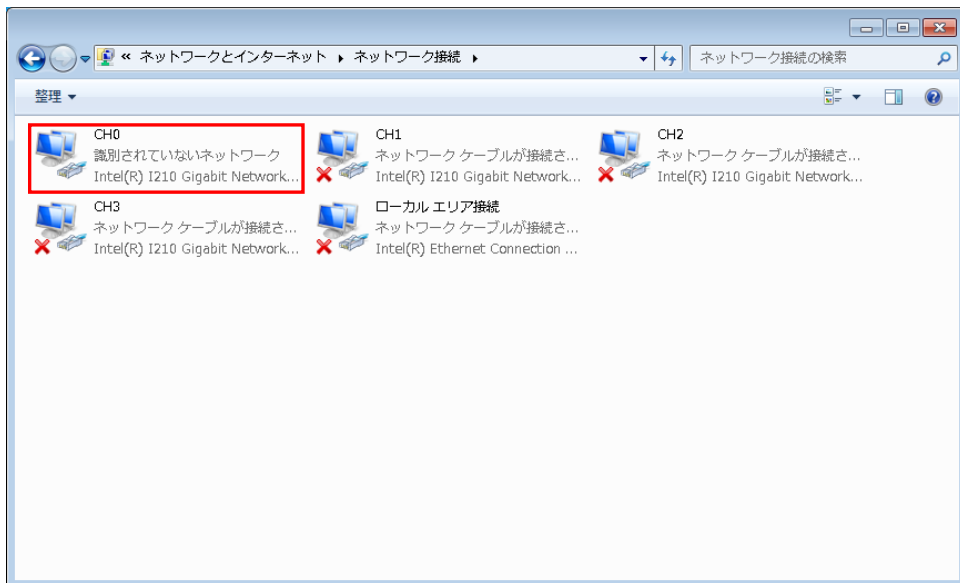 « ネットワークとインターネット ▸ ネットワーク接続 ▸
ネットワーク接続の検索
整理 ▼
CH0
識別されていないネットワーク
Intel(R) I210 Gigabit Network...
CH1
ネットワーク ケーブルが接続さ...
Intel(R) I210 Gigabit Network...
CH2
ネットワーク ケーブルが接続さ...
Intel(R) I210 Gigabit Network...
CH3
ネットワーク ケーブルが接続さ...
Intel(R) I210 Gigabit Network...
ローカル エリア接続
ネットワーク ケーブルが接続さ...
Intel(R) Ethernet Connection ...